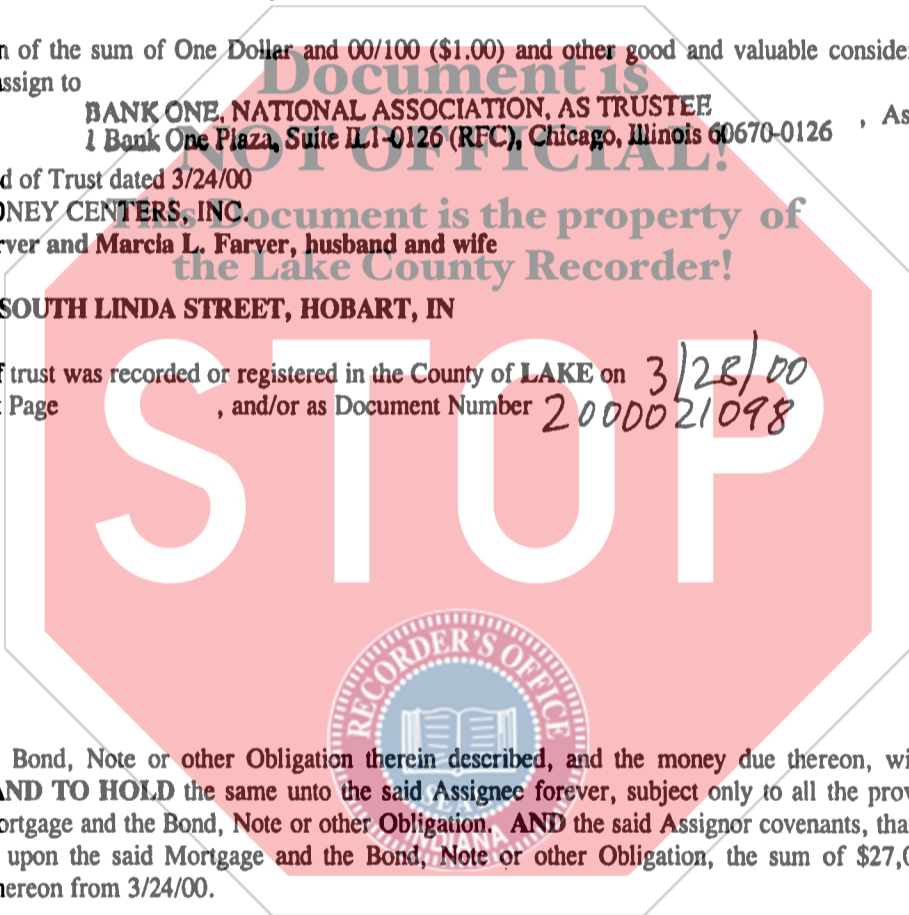 n of the sum of One Dollar and 00/100 ($1.00) and other good and valuable conside
ssign to
Document is
BANK ONE, NATIONAL ASSOCIATION, AS TRUSTEE
1 Bank One Plaza, Suite IL1-0126 (RFC), Chicago, Illinois 60670-0126 , As
NOT OFFICIAL!
d of Trust dated 3/24/00
ONEY CENTERS, INC.
This Document is the property of
rver and Marcia L. Farver, husband and wife
the Lake County Recorder!
SOUTH LINDA STREET, HOBART, IN
f trust was recorded or registered in the County of LAKE on 3/28/00
Page , and/or as Document Number 2000021098
STOP
RECORDER'S OFFICE
Bond, Note or other Obligation therein described, and the money due thereon, wi
AND TO HOLD the same unto the said Assignee forever, subject only to all the prov
ortgage and the Bond, Note or other Obligation. AND the said Assignor covenants, tha
upon the said Mortgage and the Bond, Note or other Obligation, the sum of $27,0
hereon from 3/24/00.
SEAL
INDIANA